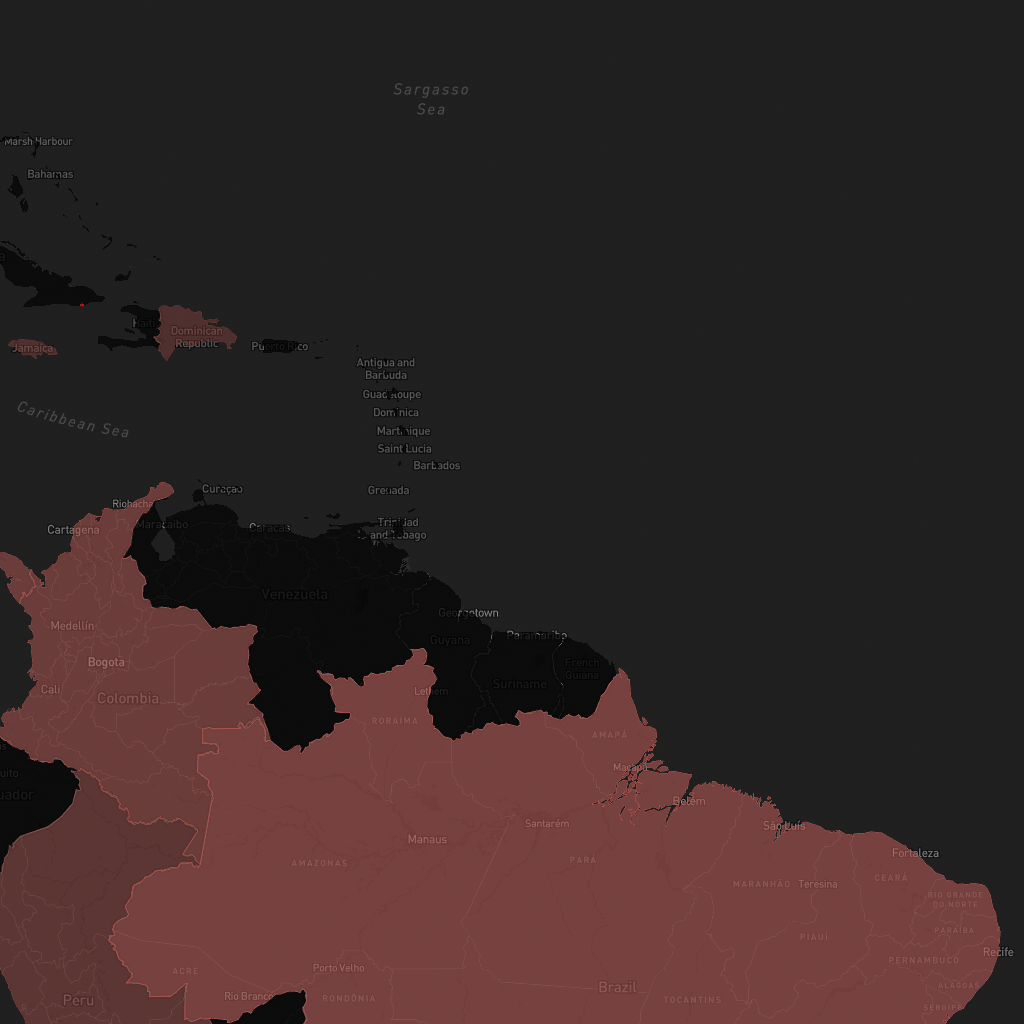 Sargasso
Sea
Marsh Harbour
Bahamas
Haiti
Dominican
Republic
Puerto Rico
Jamaica
Antigua and
Barbuda
Guadeloupe
Dominica
Caribbean Sea
Martinique
Saint Lucia
Barbados
Curaçao
Grenada
Riohacha
Maracaibo
Caracas
Trinidad
and Tobago
Cartagena
Venezuela
Georgetown
Medellín
Paramaribo
Guyana
Bogota
French
Guiana
Cali
Colombia
Suriname
Lethem
RORAIMA
AMAPÁ
Macapá
Belém
Santarém
São Luís
Manaus
Fortaleza
AMAZONAS
PARÁ
MARANHÃO
Teresina
CEARÁ
RIO GRANDE
DO NORTE
PARAÍBA
PIAUÍ
Recife
PERNAMBUCO
ACRE
Porto Velho
Brazil
ALAGOAS
Peru
Rio Branco
RONDÔNIA
TOCANTINS
SERGIPE